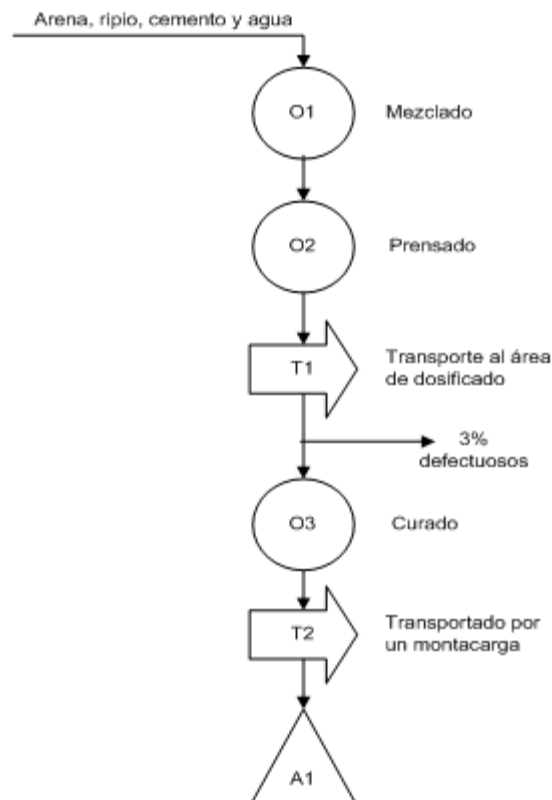 Arena, ripio, cemento y agua
O1
Mezclado
O2
Prensado
T1
Transporte al área
de dosificado
3%
defectuosos
O3
Curado
T2
Transportado por
un montacarga
A1